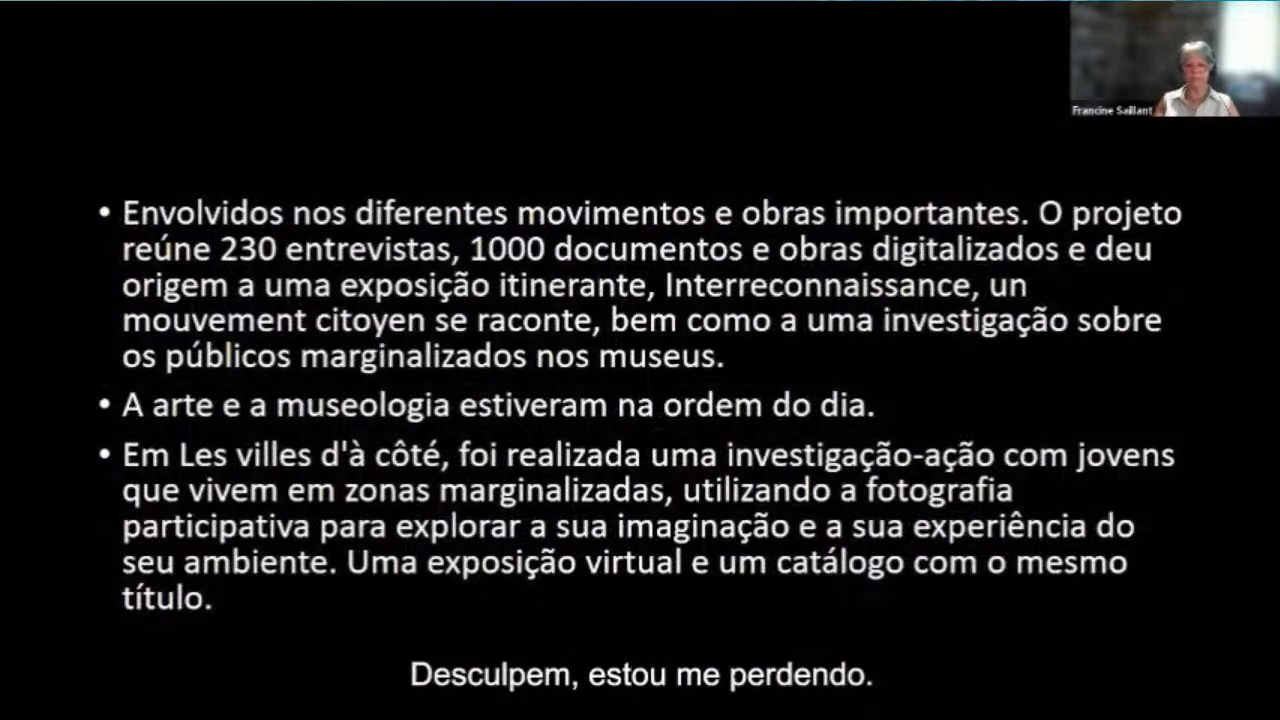 Francine Saillant
• Envolvidos nos diferentes movimentos e obras importantes. O projeto
reúne 230 entrevistas, 1000 documentos e obras digitalizados e deu
origem a uma exposição itinerante, Interreconnaissance, un
mouvement citoyen se raconte, bem como a uma investigação sobre
os públicos marginalizados nos museus.
• A arte e a museologia estiveram na ordem do dia.
• Em Les villes d'à côté, foi realizada uma investigação-ação com jovens
que vivem em zonas marginalizadas, utilizando a fotografia
participativa para explorar a sua imaginação e a sua experiência do
seu ambiente. Uma exposição virtual e um catálogo com o mesmo
título.
Desculpem, estou me perdendo.